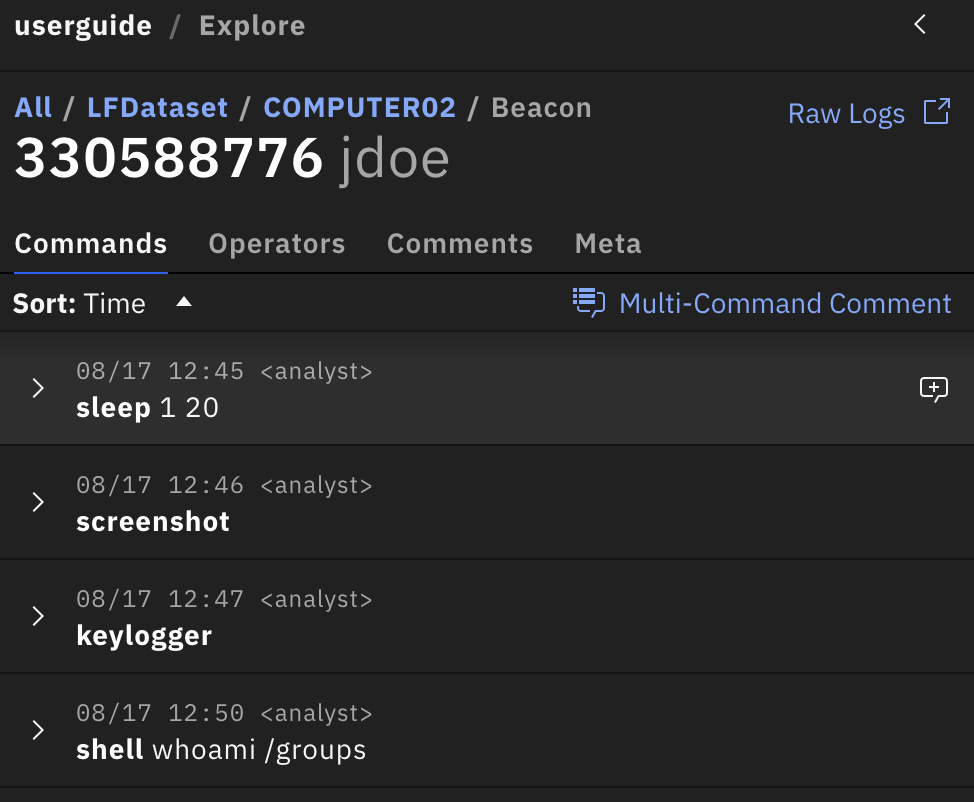 userguide / Explore
All / LFDataset / COMPUTER02 / Beacon
Raw Logs
330588776 jdoe
Commands Operators Comments Meta
Sort: Time
Multi-Command Comment
08/17 12:45 <analyst>
sleep 1 20
08/17 12:46 <analyst>
screenshot
08/17 12:47 <analyst>
keylogger
08/17 12:50 <analyst>
shell whoami /groups